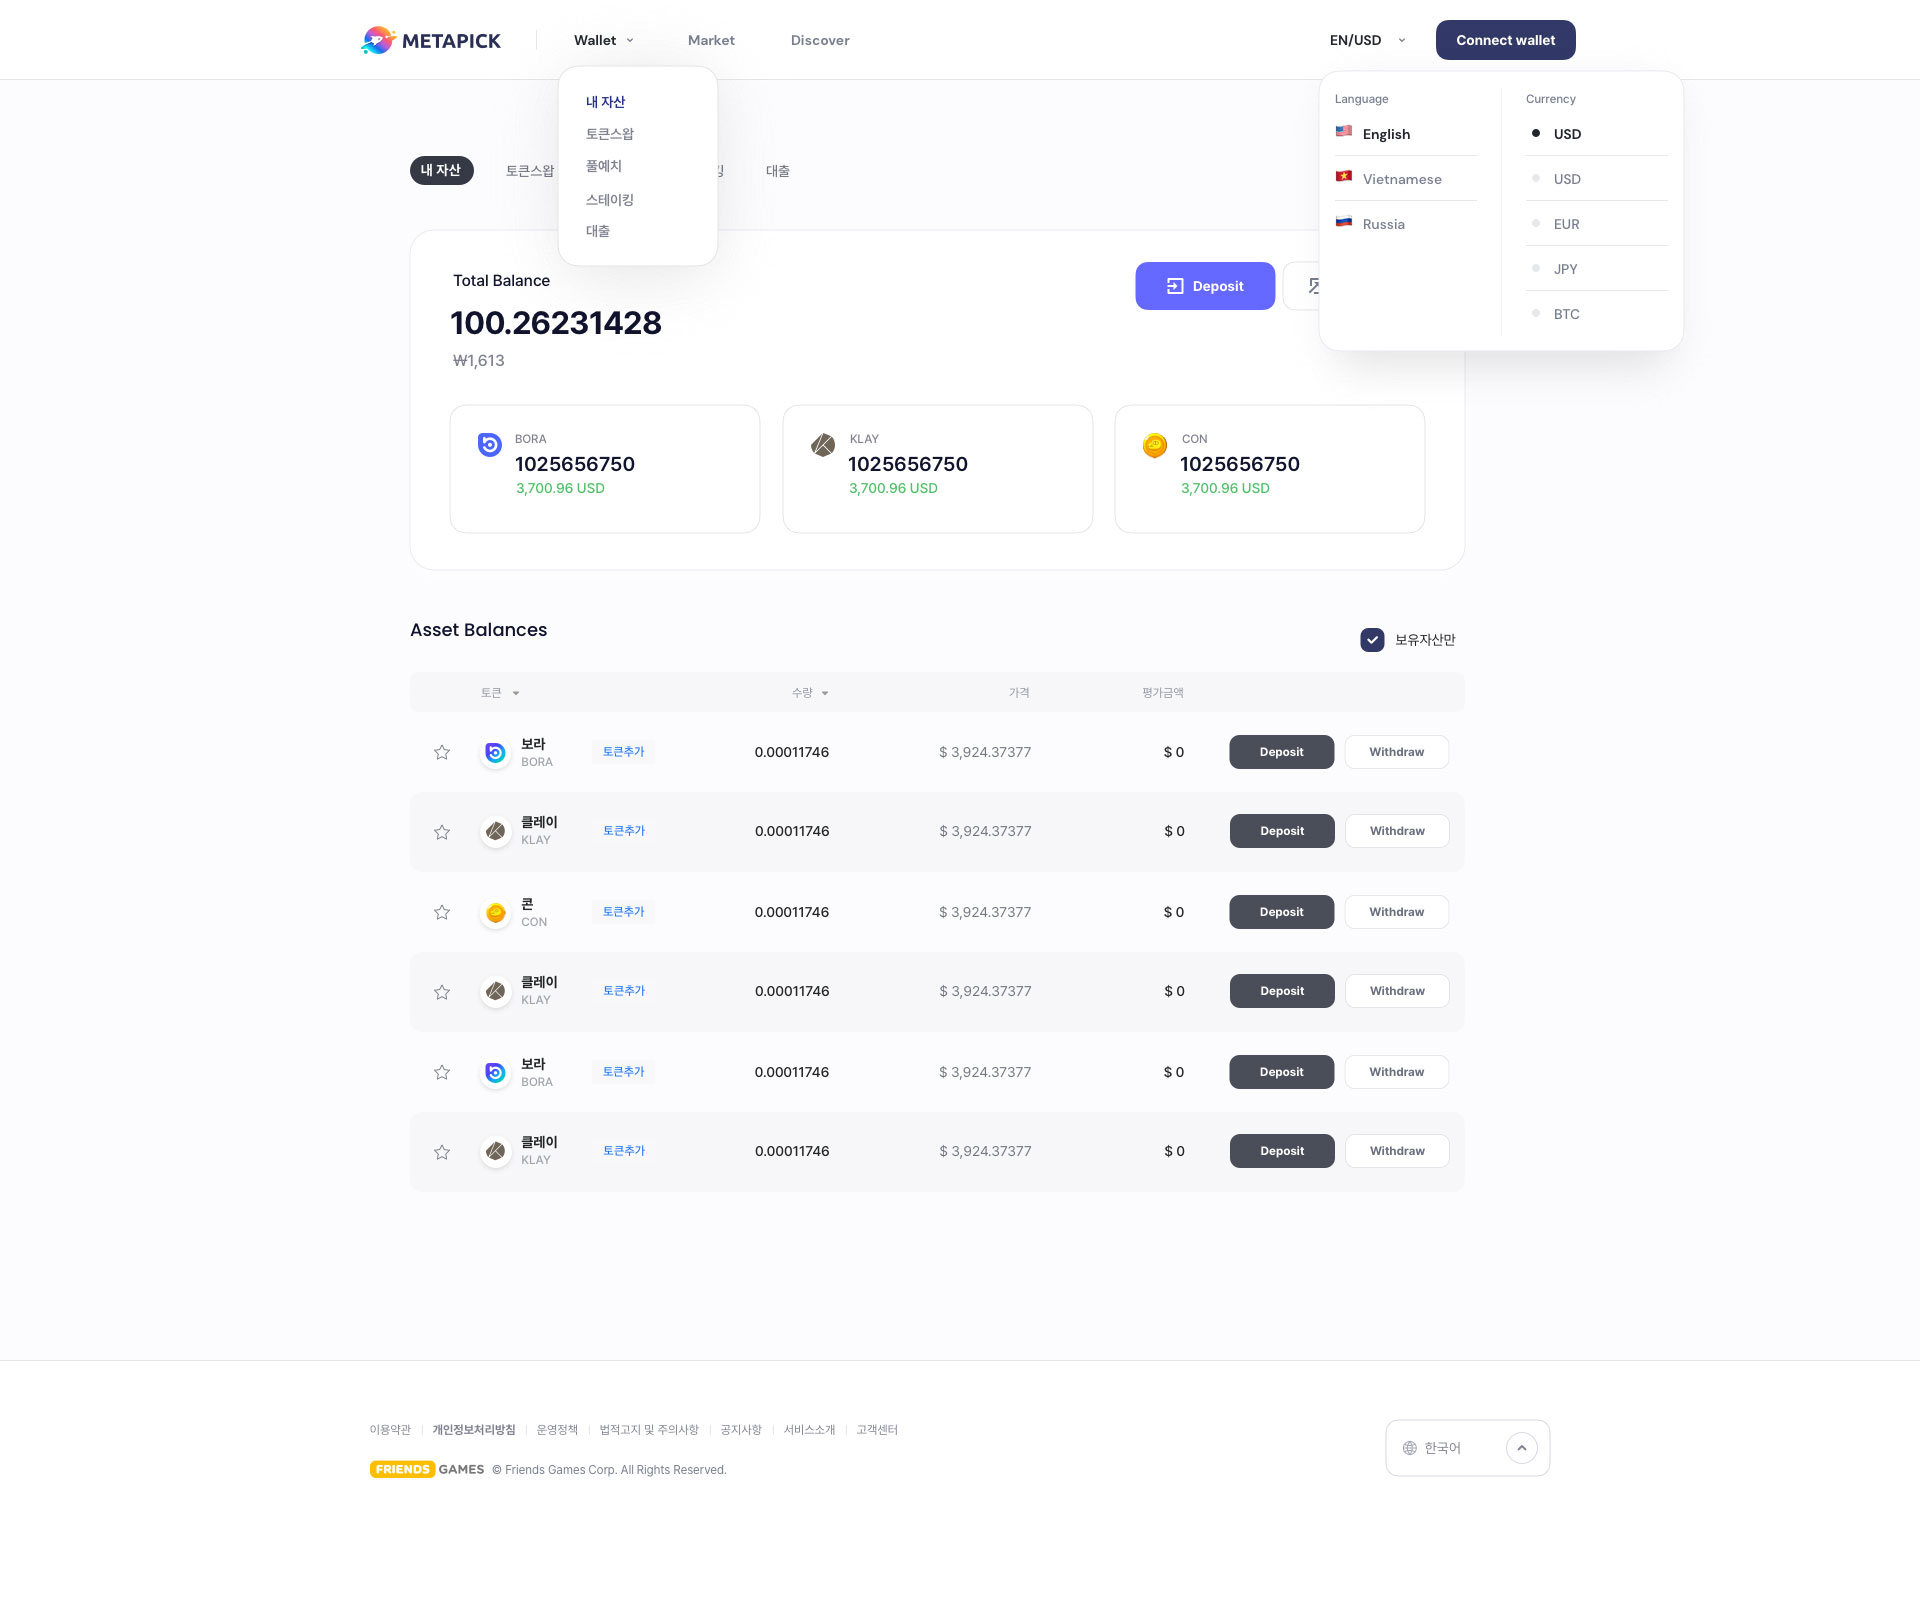 METAPICK
Wallet
Market
Discover
EN/USD
Connect wallet
내 자산
토큰스왑
풀예치
스테이킹
대출
Language
English
Vietnamese
Russia
Currency
USD
USD
EUR
JPY
BTC
내 자산
토큰스왑
킹
대출
Total Balance
100.26231428
₩1,613
Deposit
BORA
1025656750
3,700.96 USD
KLAY
1025656750
3,700.96 USD
CON
1025656750
3,700.96 USD
Asset Balances
보유자산만
토큰 수량 가격 평가금액
보라
BORA
토큰추가 0.00011746 $ 3,924.37377 $ 0 Deposit Withdraw
클레이
KLAY
토큰추가 0.00011746 $ 3,924.37377 $ 0 Deposit Withdraw
콘
CON
토큰추가 0.00011746 $ 3,924.37377 $ 0 Deposit Withdraw
클레이
KLAY
토큰추가 0.00011746 $ 3,924.37377 $ 0 Deposit Withdraw
보라
BORA
토큰추가 0.00011746 $ 3,924.37377 $ 0 Deposit Withdraw
클레이
KLAY
토큰추가 0.00011746 $ 3,924.37377 $ 0 Deposit Withdraw
이용약관 개인정보처리방침 운영정책 법적고지 및 주의사항 공지사항 서비스소개 고객센터
FRIENDS GAMES © Friends Games Corp. All Rights Reserved.
한국어